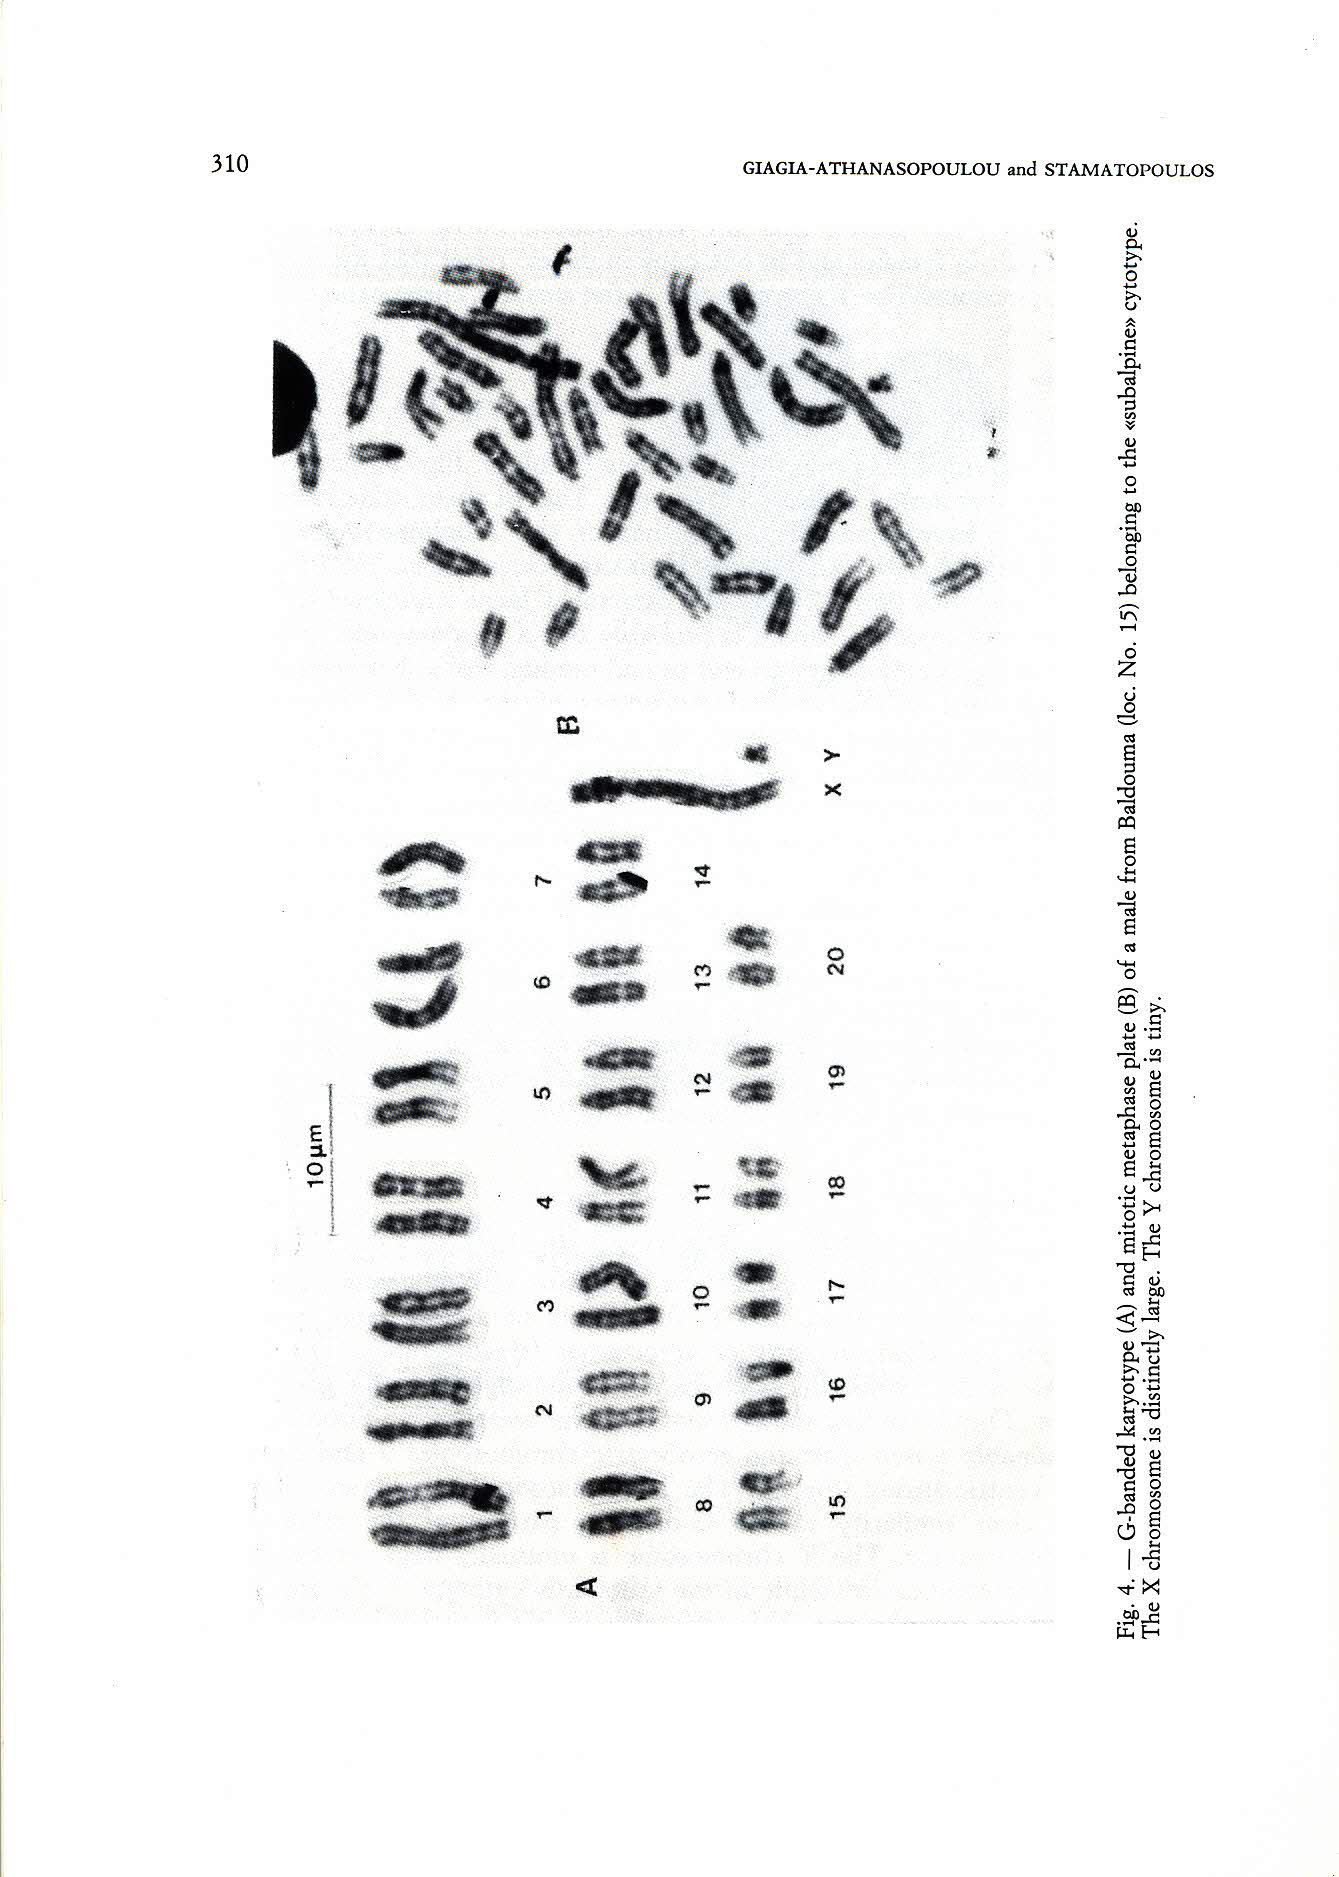 310
GIAGIA-ATHANASOPOULOU and STAMATOPOULOS
10 μm
1 2 3 4 5 6 7
A
8 9 10 11 12 13 14
15 16 17 18 19 20 X Y
B
Fig. 4. — G-banded karyotype (A) and mitotic metaphase plate (B) of a male from Baldouma (loc. No. 15) belonging to the «subalpine» cytotype.
The X chromosome is distinctly large. The Y chromosome is tiny.